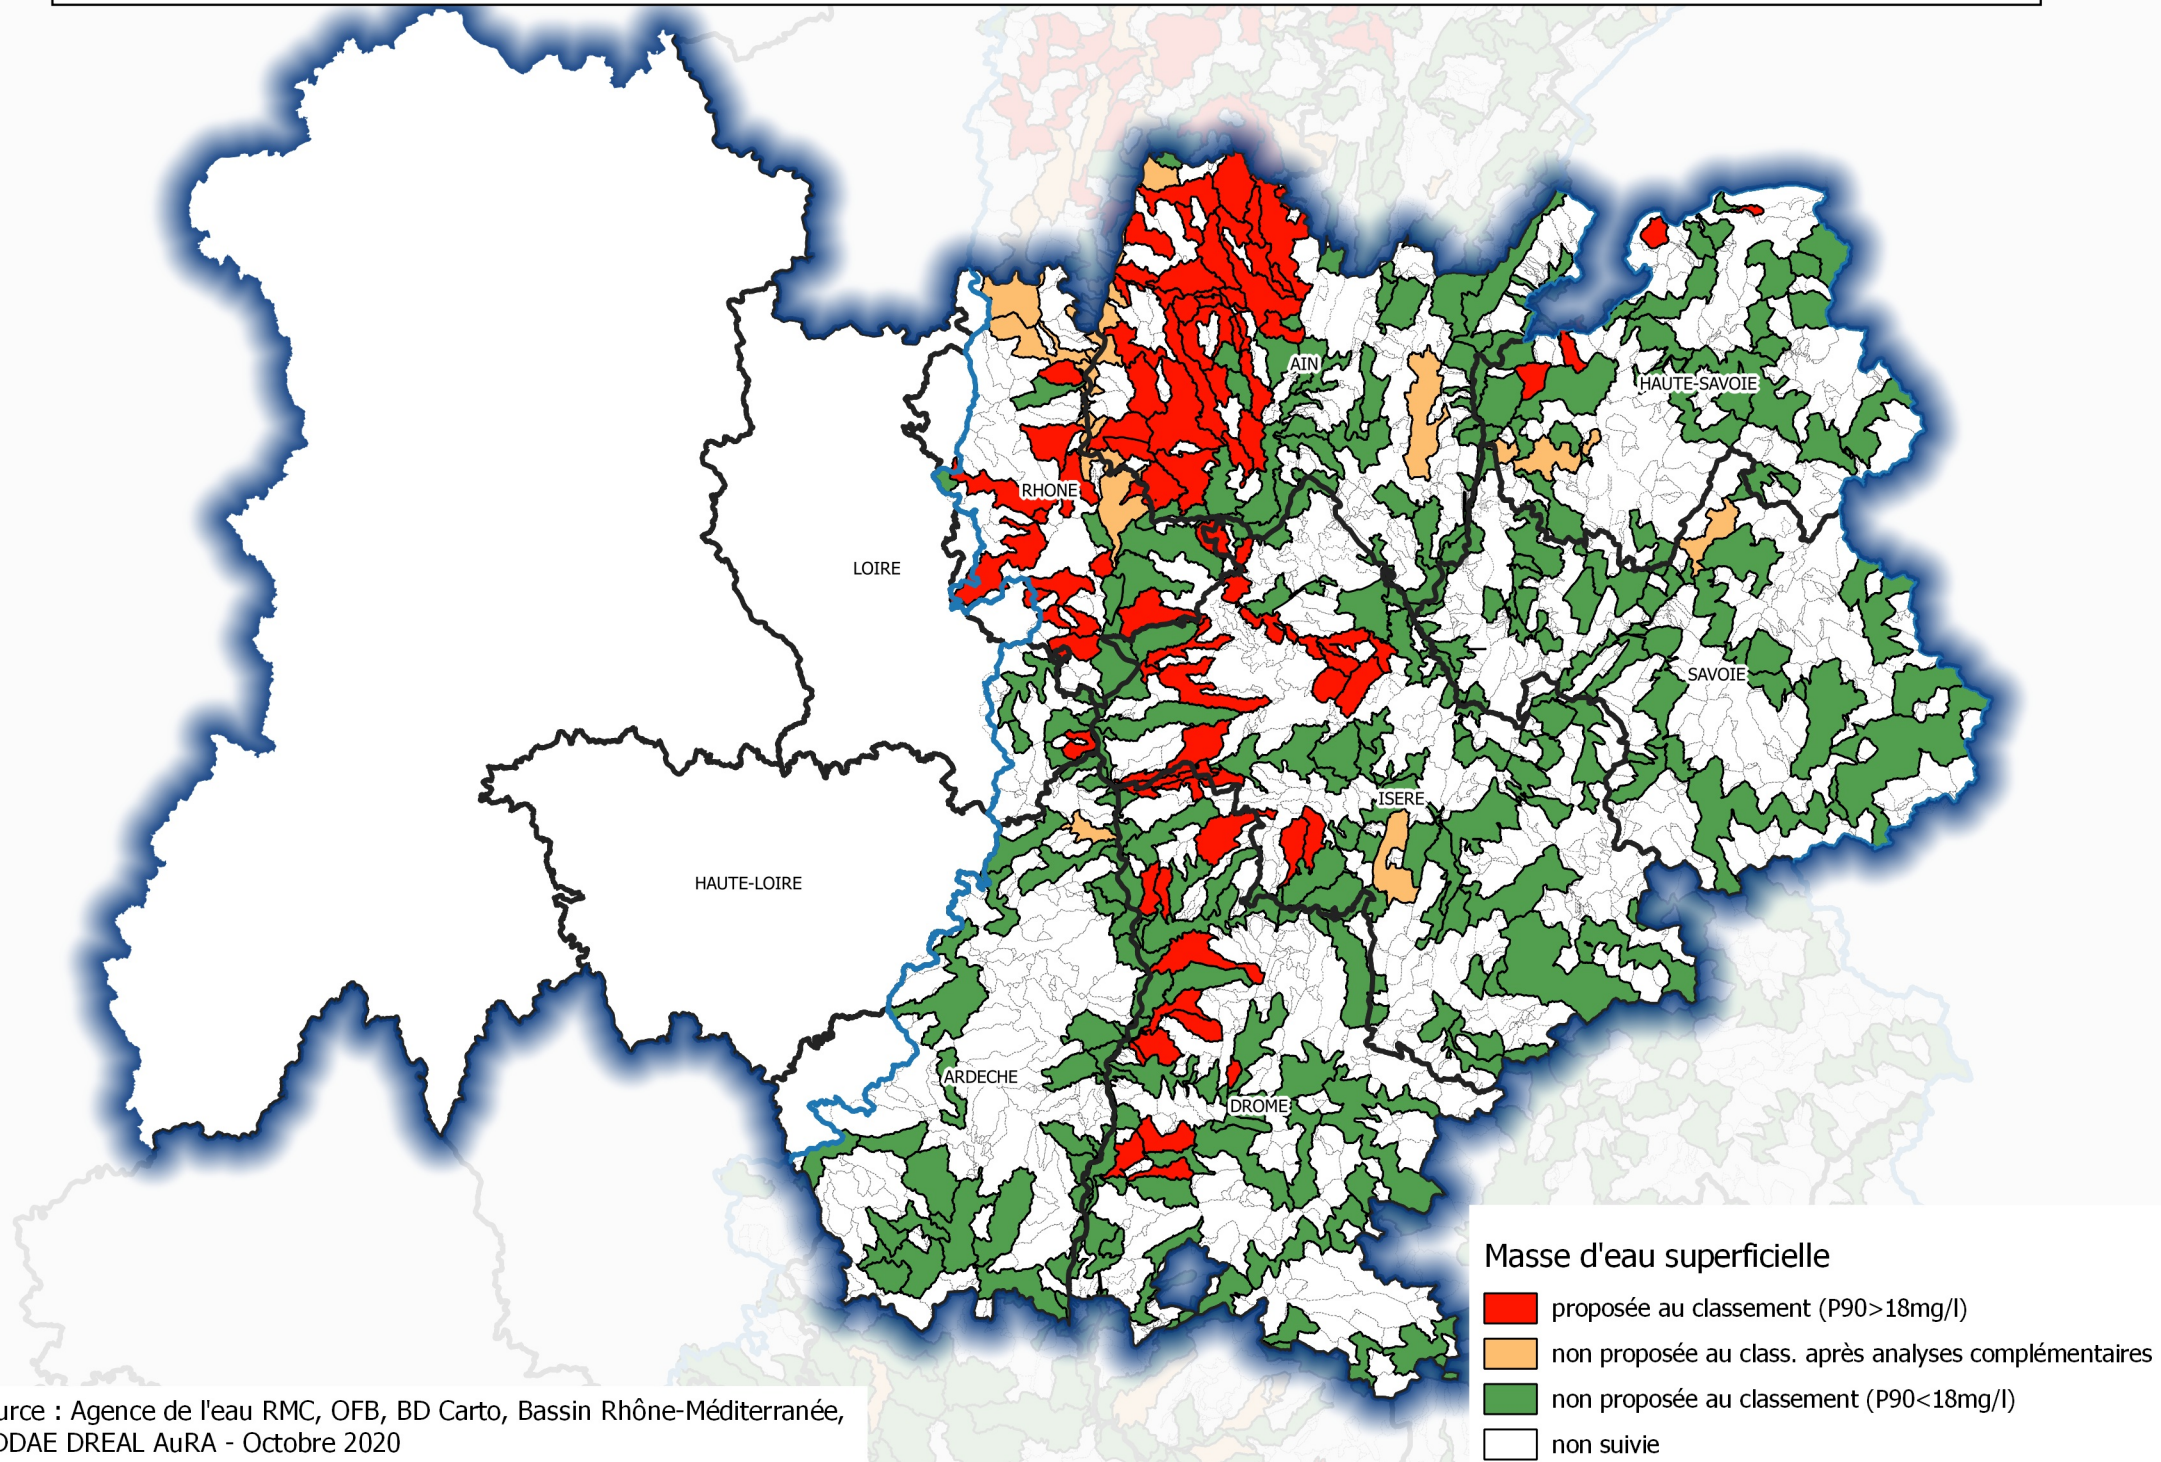 AIN
HAUTE-SAVOIE
RHONE
LOIRE
SAVOIE
ISERE
HAUTE-LOIRE
ARDECHE
DROME
Masse d'eau superficielle
proposée au classement (P90>18mg/l)
non proposée au class. après analyses complémentaires
non proposée au classement (P90<18mg/l)
non suivie
urce : Agence de l'eau RMC, OFB, BD Carto, Bassin Rhône-Méditerranée,
DDAE DREAL AuRA - Octobre 2020